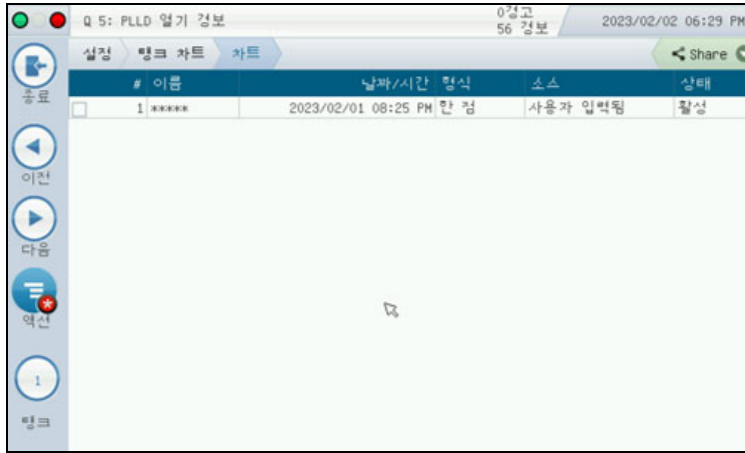 Q 5: PLLD 열기 경보
0경고
56 경보
2023/02/02 06:29 PM
설정 탱크 차트 차트
Share
종료
# 이름 날짜/시간 형식 소스 상태
1 ***** 2023/02/01 08:25 PM 한 점 사용자 입력됨 활성
이전
다음
액션
1
탱크